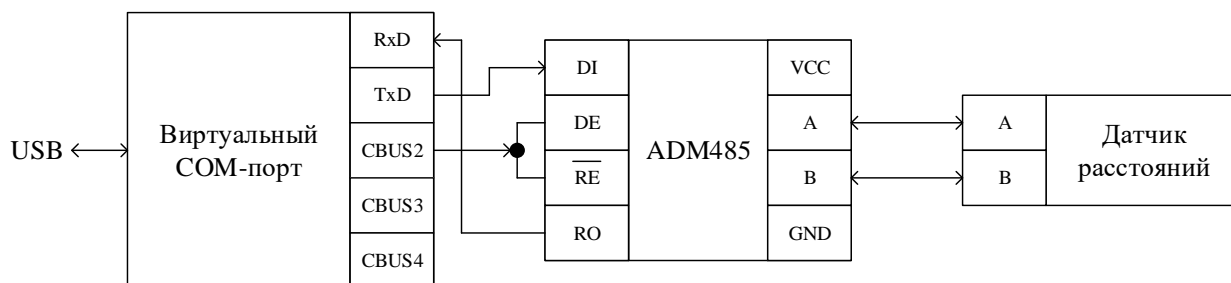 USB
Виртуальный
COM-порт
RxD
TxD
CBUS2
CBUS3
CBUS4
DI
DE
RE
RO
ADM485
VCC
A
B
GND
A
B
Датчик
расстояний